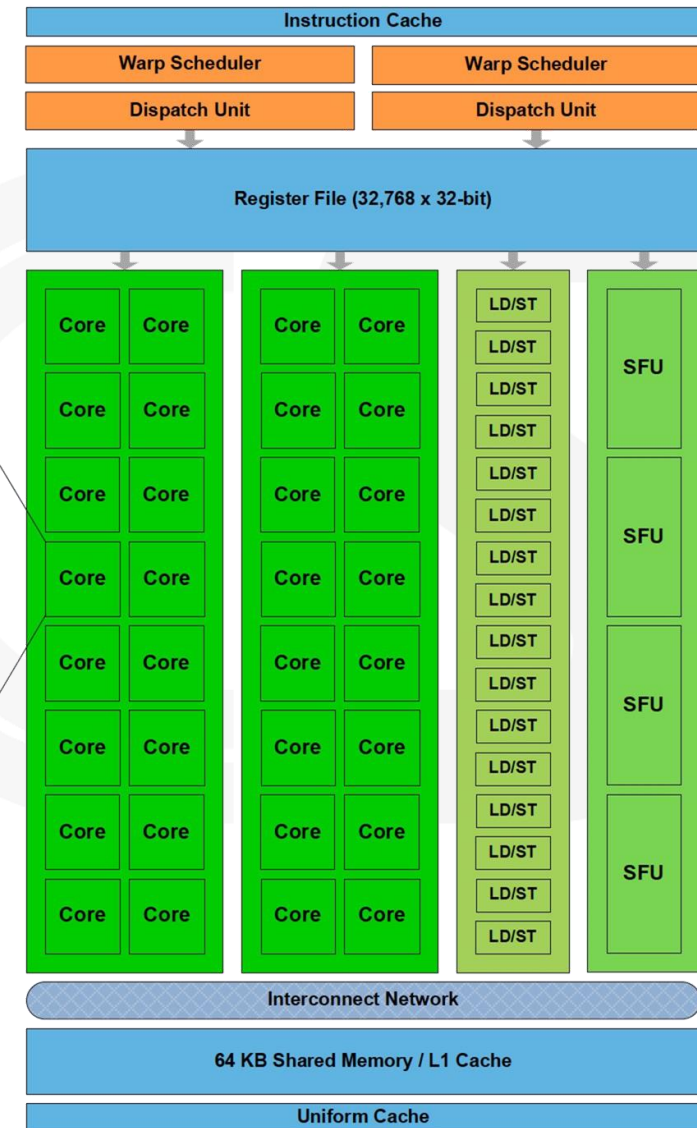 Instruction Cache
Warp Scheduler Warp Scheduler
Dispatch Unit Dispatch Unit
Register File (32,768 x 32-bit)
Core Core Core Core LD/ST
LD/ST
SFU
Core Core Core Core LD/ST
LD/ST
Core Core Core Core LD/ST
LD/ST
SFU
Core Core Core Core LD/ST
LD/ST
Core Core Core Core LD/ST
LD/ST
SFU
Core Core Core Core LD/ST
LD/ST
Core Core Core Core LD/ST
LD/ST
SFU
Core Core Core Core LD/ST
LD/ST
Interconnect Network
64 KB Shared Memory / L1 Cache
Uniform Cache